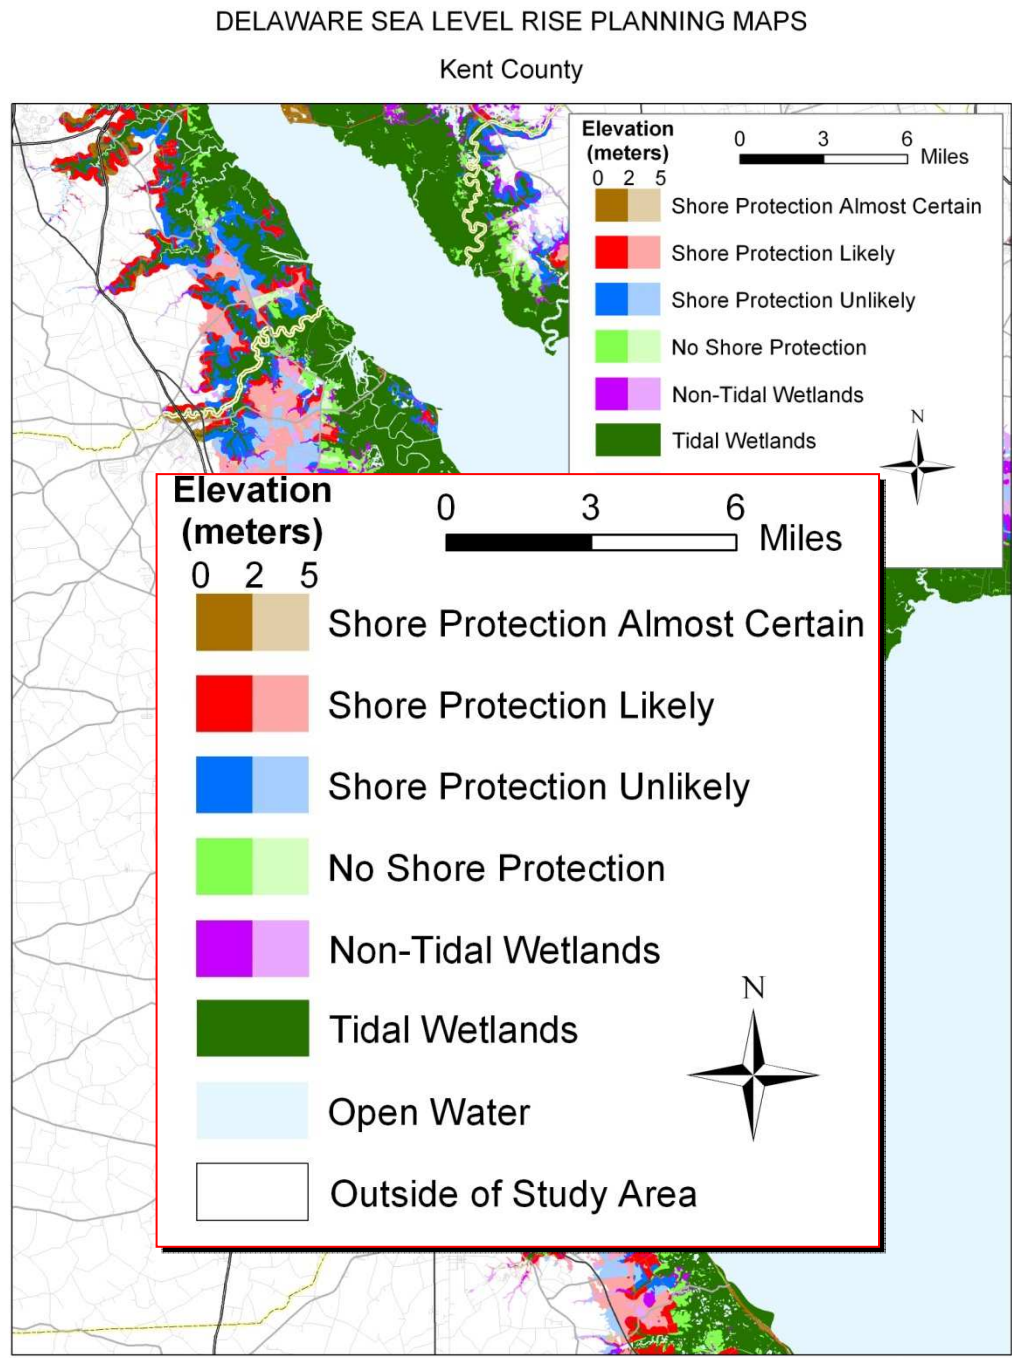 DELAWARE SEA LEVEL RISE PLANNING MAPS
Kent County
Elevation
(meters)
0 2 5
0 3 6
Miles
Shore Protection Almost Certain
Shore Protection Likely
Shore Protection Unlikely
No Shore Protection
Non-Tidal Wetlands
Tidal Wetlands
N
Elevation
(meters)
0 2 5
0 3 6
Miles
Shore Protection Almost Certain
Shore Protection Likely
Shore Protection Unlikely
No Shore Protection
Non-Tidal Wetlands
Tidal Wetlands
Open Water
Outside of Study Area
N